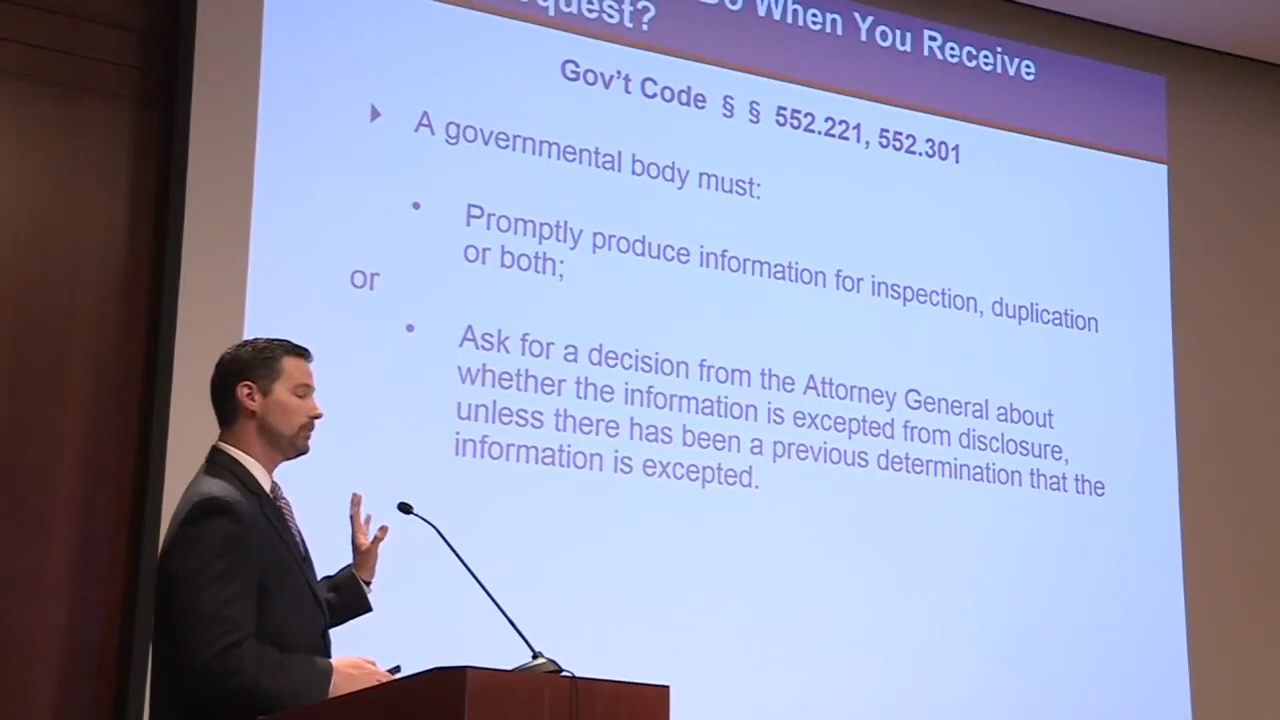 Do When You Receive
quest?
Gov't Code § § 552.221, 552.301
A governmental body must:
Promptly produce information for inspection, duplication
or both;
or
Ask for a decision from the Attorney General about
whether the information is excepted from disclosure,
unless there has been a previous determination that the
information is excepted.